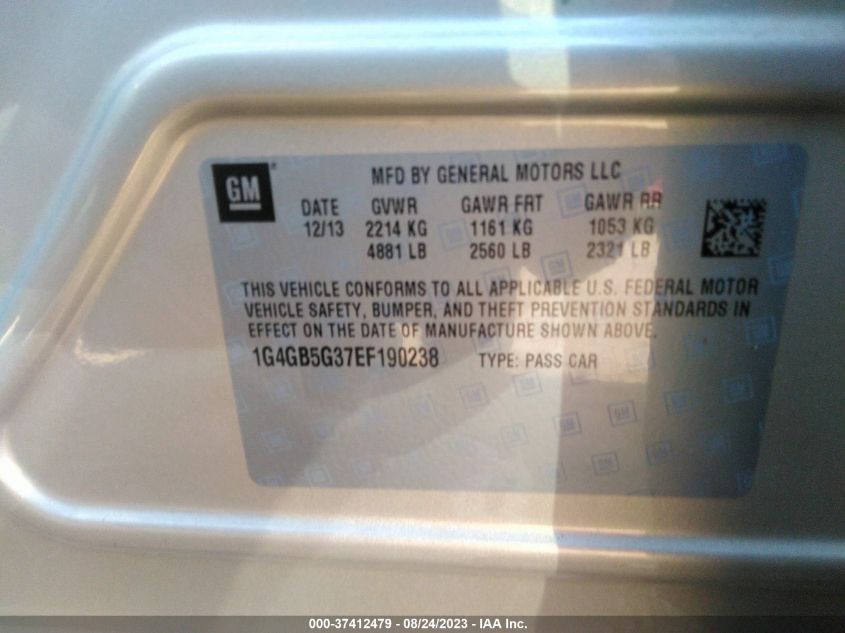 GM
MFD BY GENERAL MOTORS LLC
DATE GVWR GAWR FRT GAWR RR
12/13 2214 KG 1161 KG 1053 KG
4881 LB 2560 LB 2321 LB
THIS VEHICLE CONFORMS TO ALL APPLICABLE U.S. FEDERAL MOTOR
VEHICLE SAFETY, BUMPER, AND THEFT PREVENTION STANDARDS IN
EFFECT ON THE DATE OF MANUFACTURE SHOWN ABOVE.
1G4GB5G37EF190238 TYPE: PASS CAR
000-37412479 - 08/24/2023 - IAA Inc.